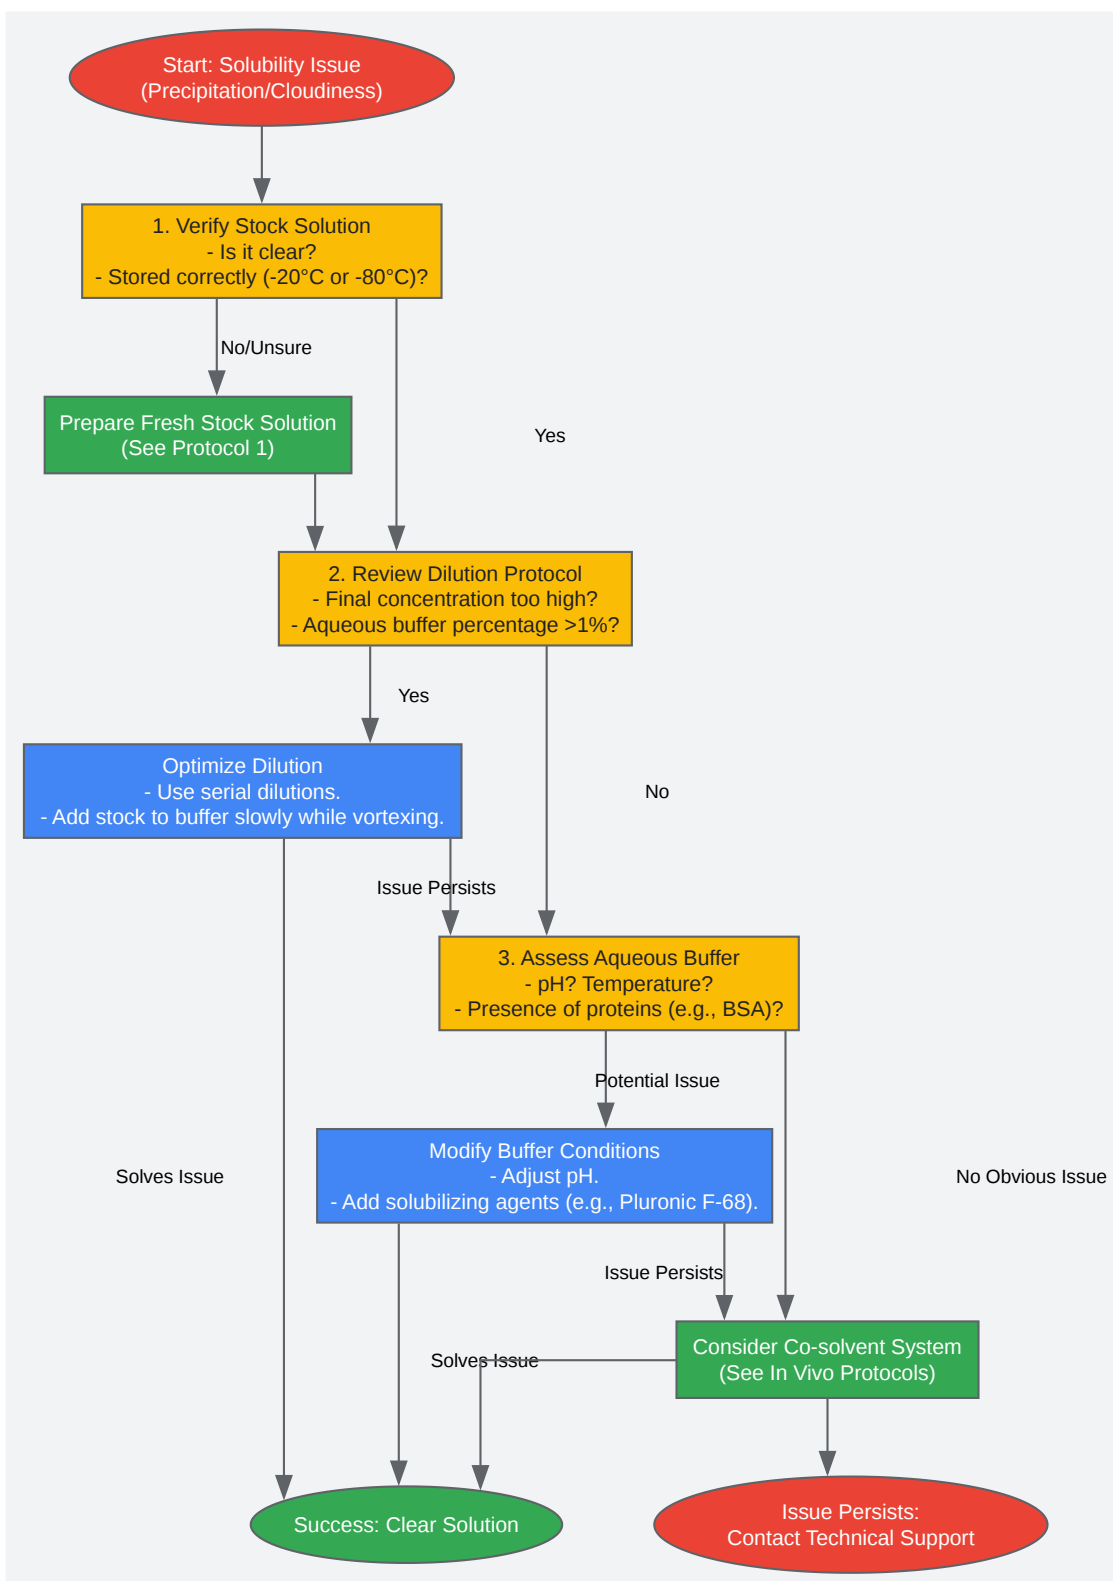 Start: Solubility Issue
(Precipitation/Cloudiness)
1. Verify Stock Solution
- Is it clear?
- Stored correctly (-20°C or -80°C)?
No/Unsure
Prepare Fresh Stock Solution
(See Protocol 1)
Yes
2. Review Dilution Protocol
- Final concentration too high?
- Aqueous buffer percentage >1%?
Yes
Optimize Dilution
- Use serial dilutions.
- Add stock to buffer slowly while vortexing.
No
Issue Persists
3. Assess Aqueous Buffer
- pH? Temperature?
- Presence of proteins (e.g., BSA)?
Potential Issue
Modify Buffer Conditions
- Adjust pH.
- Add solubilizing agents (e.g., Pluronic F-68).
Solves Issue
No Obvious Issue
Issue Persists
Consider Co-solvent System
(See In Vivo Protocols)
Solves Issue
Success: Clear Solution
Issue Persists:
Contact Technical Support